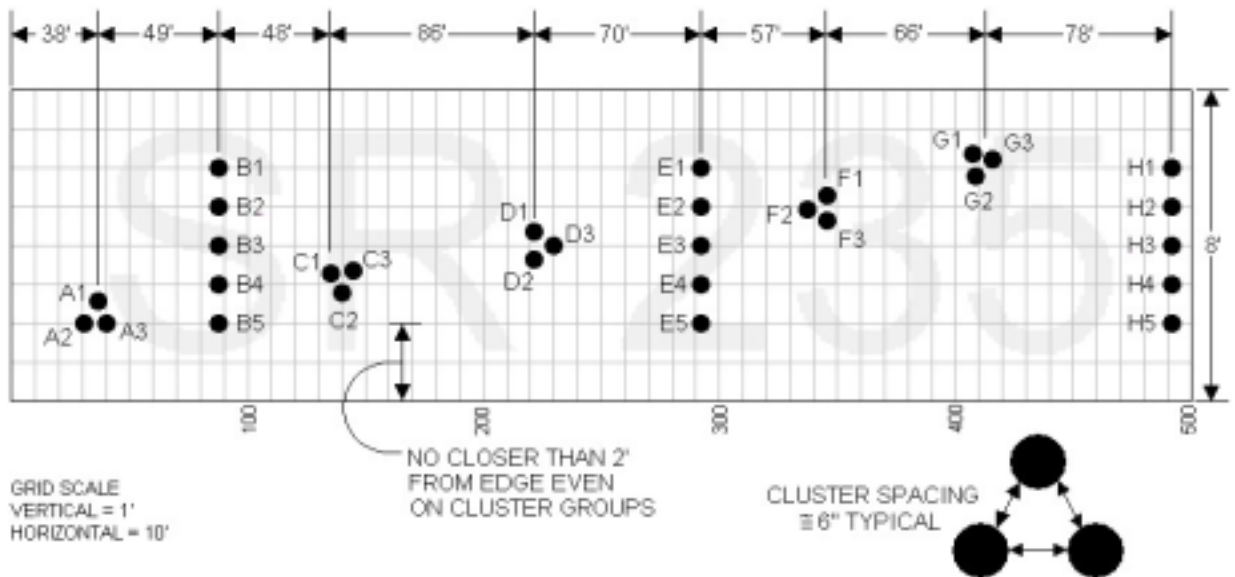 38' 49' 48' 86' 70' 57' 66' 78'
SR 235
G1 G3
B1 E1 G2 H1
F1
B2 E2 F2 H2
D1 F3
B3 D3 E3 H3 8'
C1 C3 D2
A1 B4 E4 H4
C2
A2 A3 B5 E5 H5
100 200 300 400 500
NO CLOSER THAN 2'
FROM EDGE EVEN
ON CLUSTER GROUPS
GRID SCALE
VERTICAL = 1'
HORIZONTAL = 10'
CLUSTER SPACING
≅ 6" TYPICAL